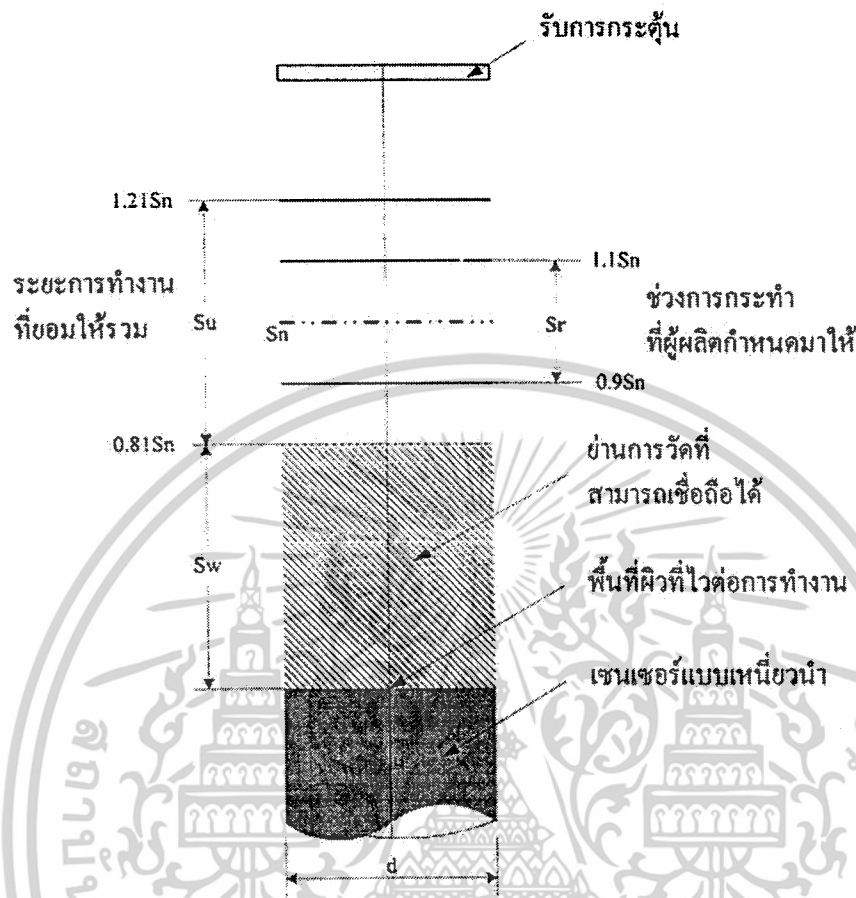 รับการกระตุ้น
1.21Sn
1.1Sn
ระยะการทำงาน
ที่ยอมให้รวม
Su
Sn
Sr
ช่วงการกระทำ
ที่ผู้ผลิตกำหนดมาให้
0.9Sn
0.81Sn
ย่านการวัดที่
สามารถเชื่อถือได้
Sw
พื้นที่ผิวที่ไวต่อการทำงาน
เซนเซอร์แบบเหนี่ยวนำ
d